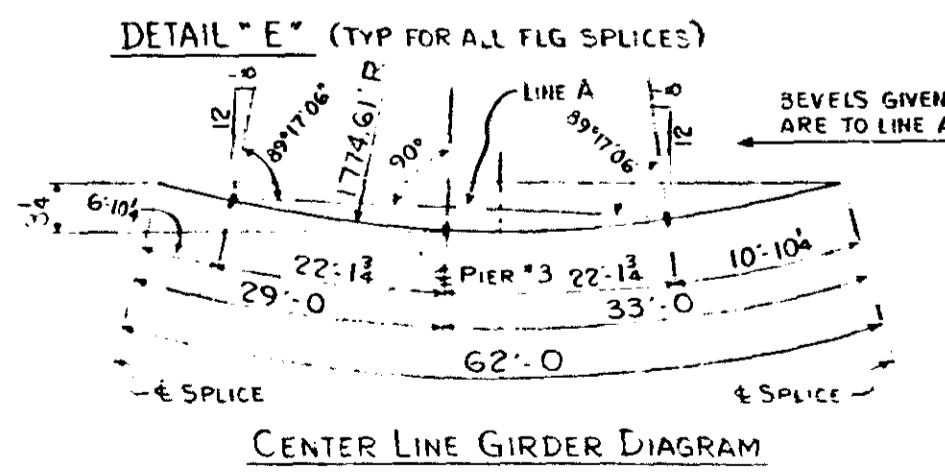 DETAIL "E" (TYP FOR ALL FLG SPLICES)
12
89°17'06"
1774.61' R.
90°
LINE A
89°17'06"
12
BEVELS GIVEN
ARE TO LINE A
6'-10¼
22'-1¾
℄ PIER #3
22'-1¾
10'-10¼
29'-0
33'-0
62'-0
℄ SPLICE
℄ SPLICE
CENTER LINE GIRDER DIAGRAM